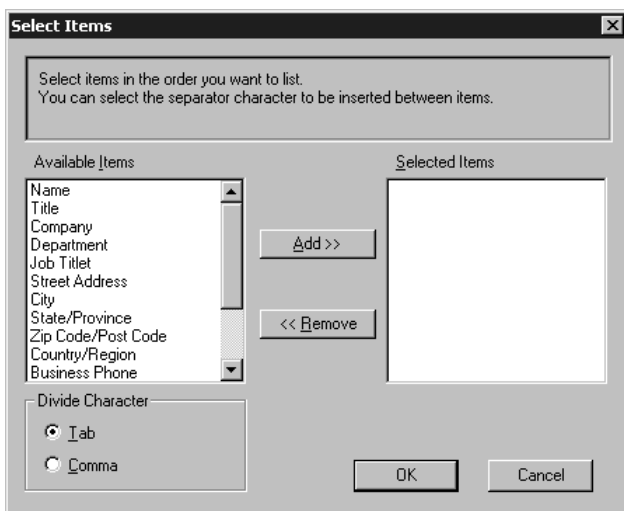 Select Items
Select items in the order you want to list.
You can select the separator character to be inserted between items.
Available Items
Selected Items
Name
Title
Company
Department
Job Titlet
Street Address
City
State/Province
Zip Code/Post Code
Country/Region
Business Phone
Add >>
<< Remove
Divide Character
Tab
Comma
OK
Cancel